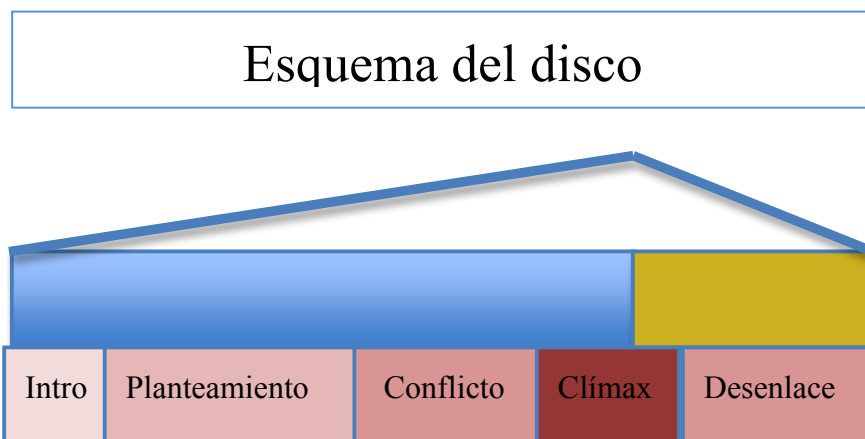 Esquema del disco
Intro Planteamiento Conflicto Clímax Desenlace